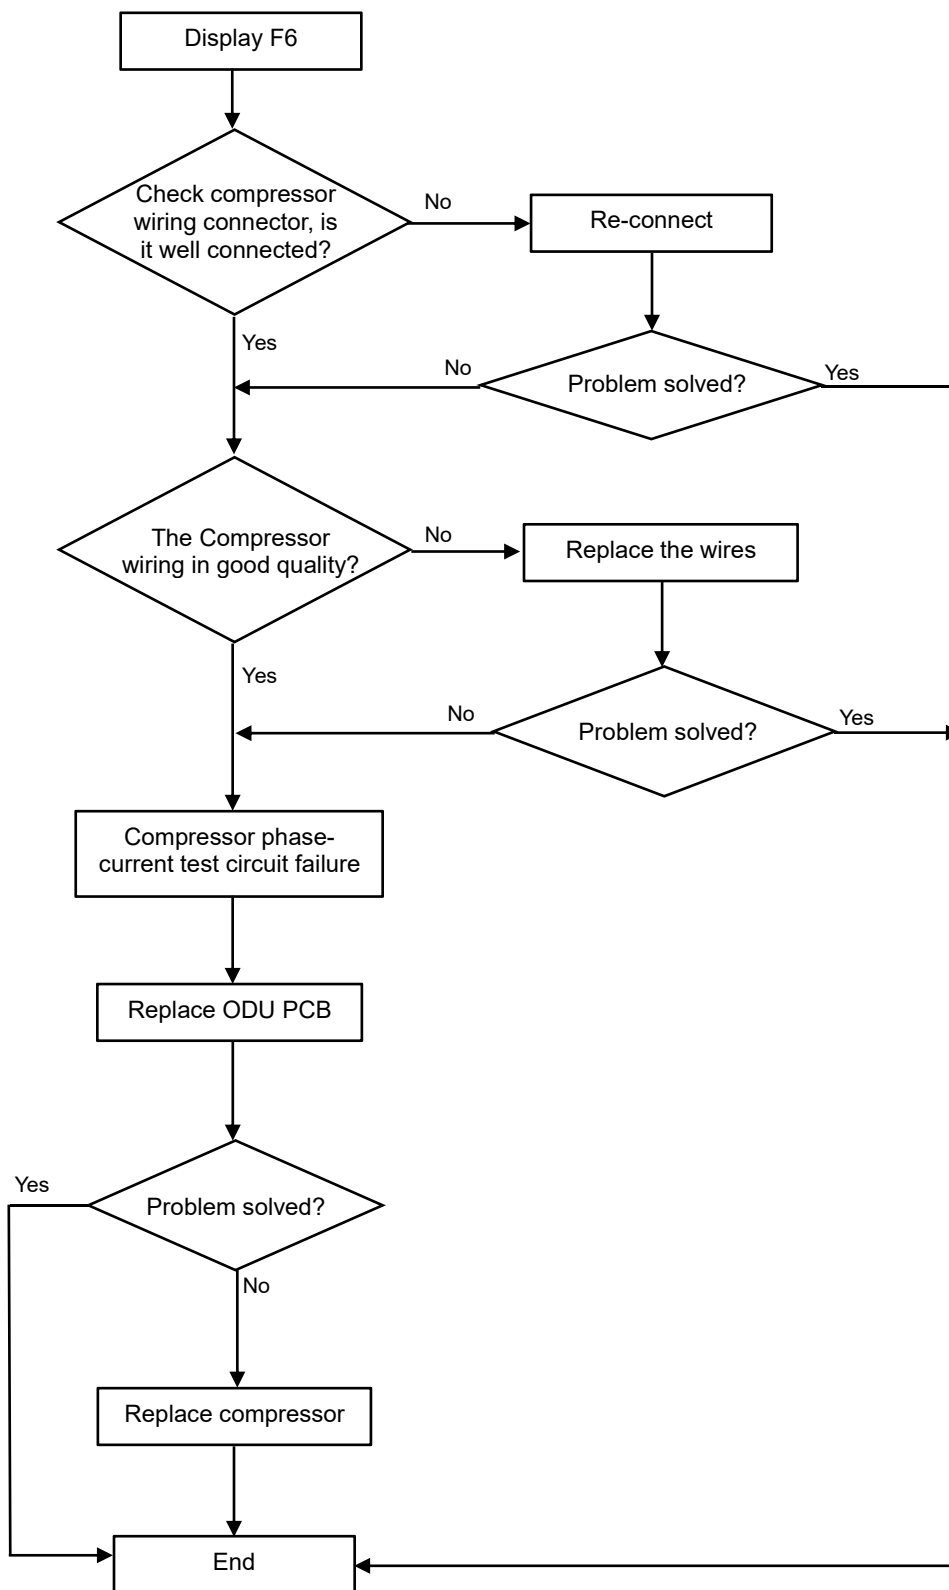 Display F6
Check compressor
wiring connector, is
it well connected?
No
Re-connect
Yes
No
Problem solved?
Yes
The Compressor
wiring in good quality?
No
Replace the wires
Yes
No
Problem solved?
Yes
Compressor phase-
current test circuit failure
Replace ODU PCB
Yes
Problem solved?
No
Replace compressor
End